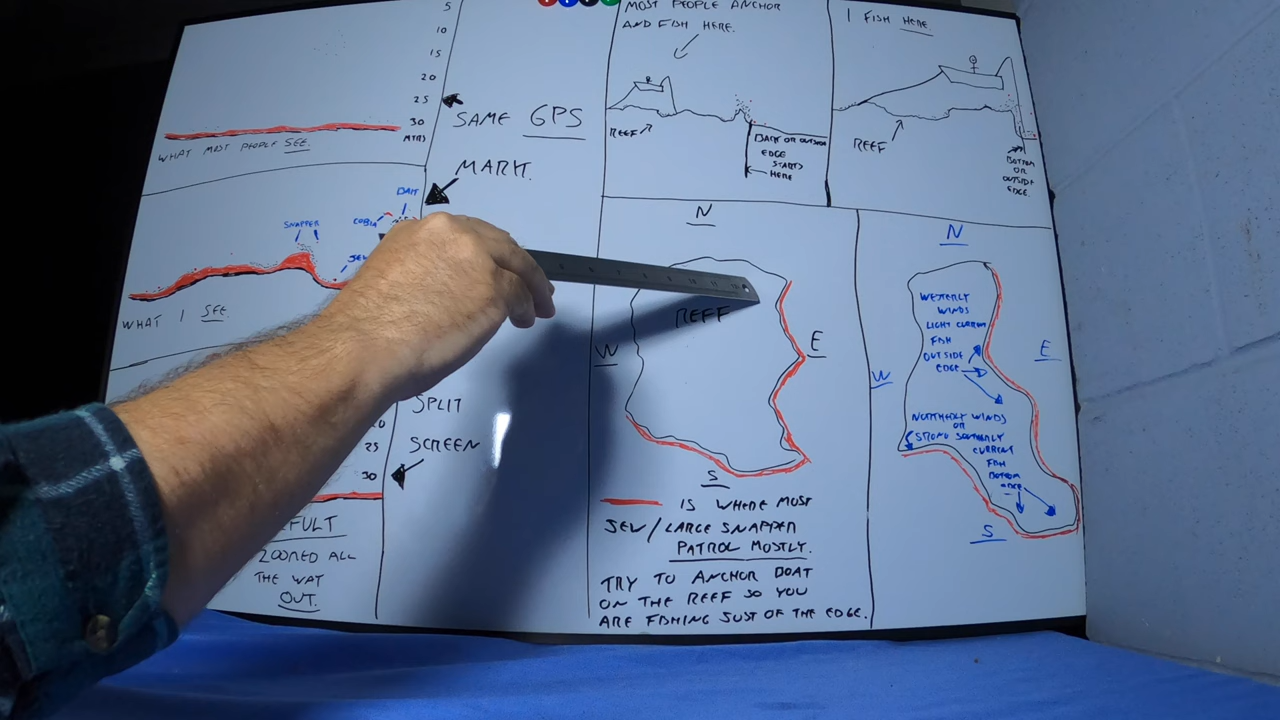 5
10
15
20
25
30
MTRS
WHAT MOST PEOPLE SEE.
SAME GPS
MARK.
BAIT
COBIA
SNAPPER
JEW
WHAT I SEE.
SPLIT
SCREEN
20
25
30
ZOOMED ALL
THE WAY
OUT.
MOST PEOPLE ANCHOR
AND FISH HERE.
REEF
BACK OR OUTSIDE
EDGE
STARTS
HERE
I FISH HERE
REEF
BOTTOM
OR
OUTSIDE
EDGE.
N
REEF
W
E
S
IS WHERE MOST
JEW/LARGE SNAPPER
PATROL MOSTLY.
TRY TO ANCHOR BOAT
ON THE REEF SO YOU
ARE FISHING JUST OF THE EDGE.
N
WESTERLY
WINDS
LIGHT CURRENT
FISH
OUTSIDE
EDGE
E
W
NORTHERLY WINDS
OR
STRONG SOUTHERLY
CURRENT
FISH
BOTTOM
EDGE
S